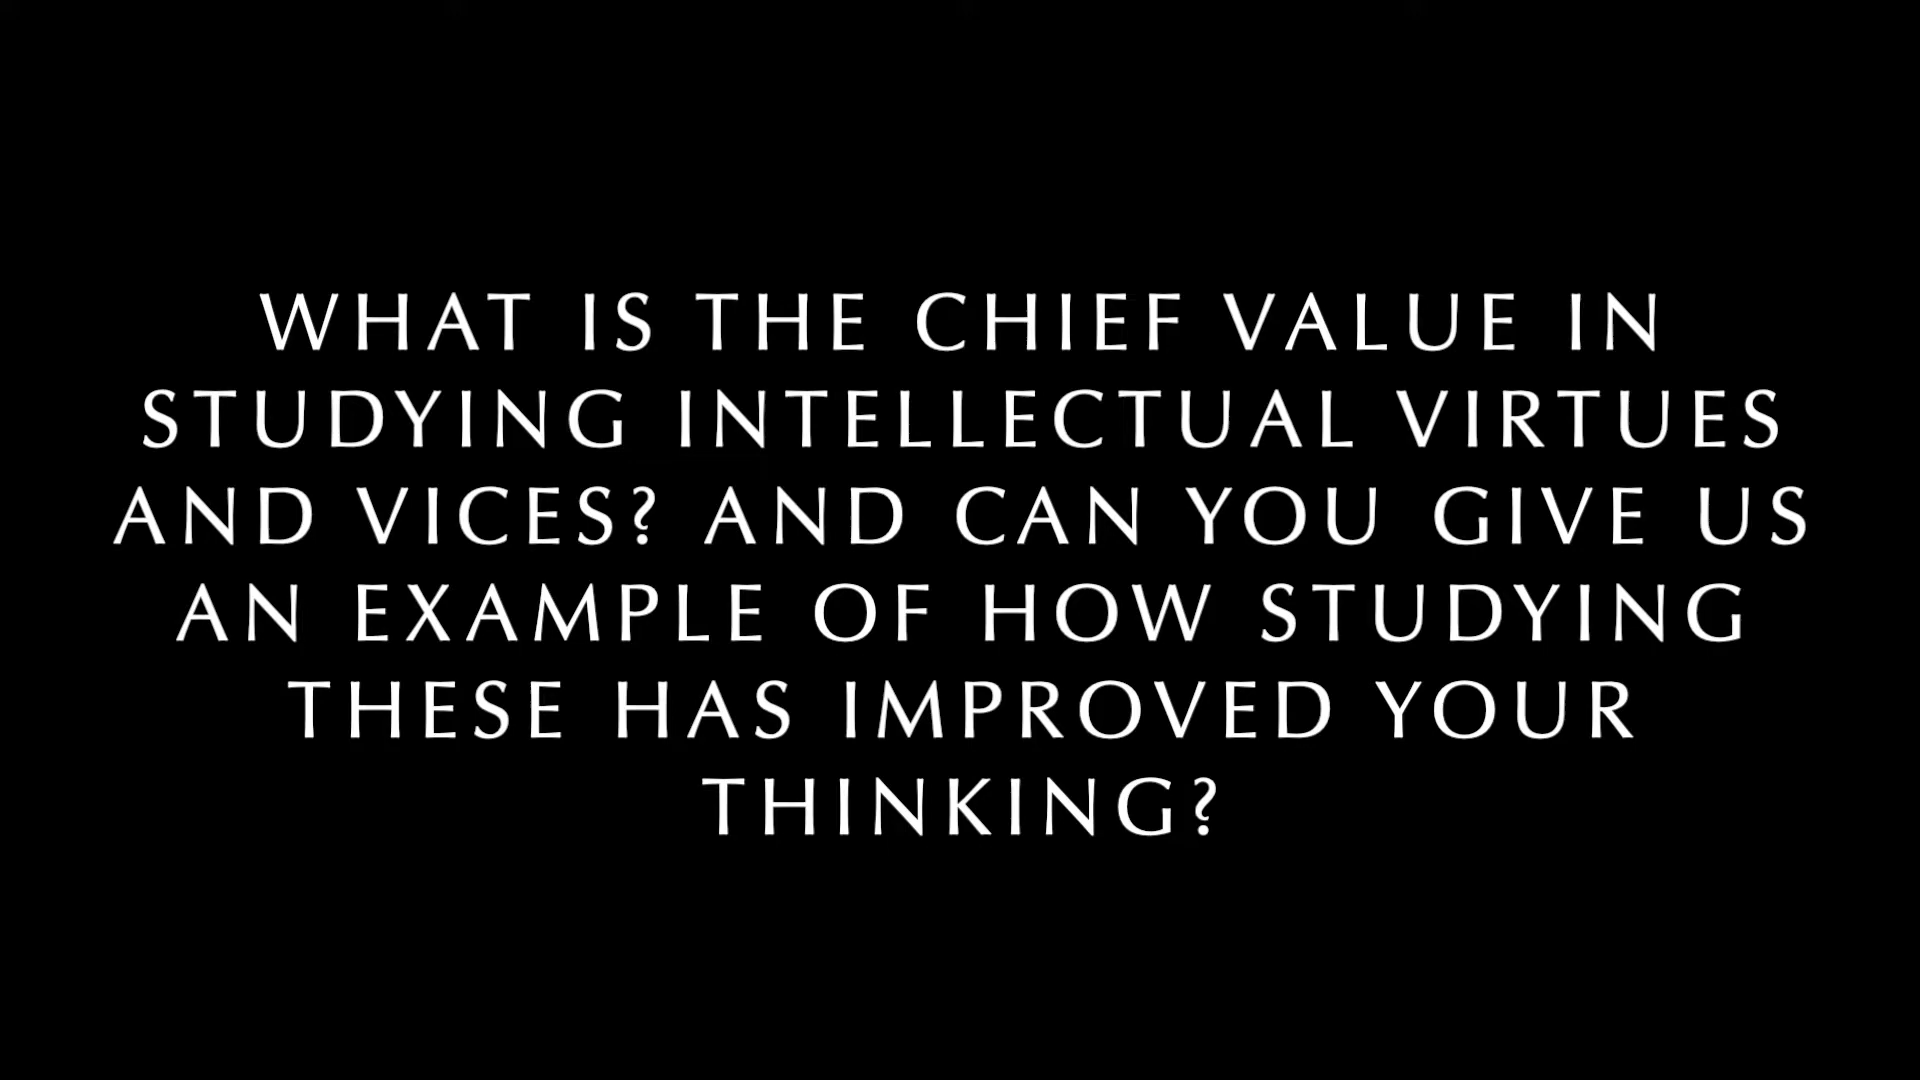 WHAT IS THE CHIEF VALUE IN
STUDYING INTELLECTUAL VIRTUES
AND VICES? AND CAN YOU GIVE US
AN EXAMPLE OF HOW STUDYING
THESE HAS IMPROVED YOUR
THINKING?